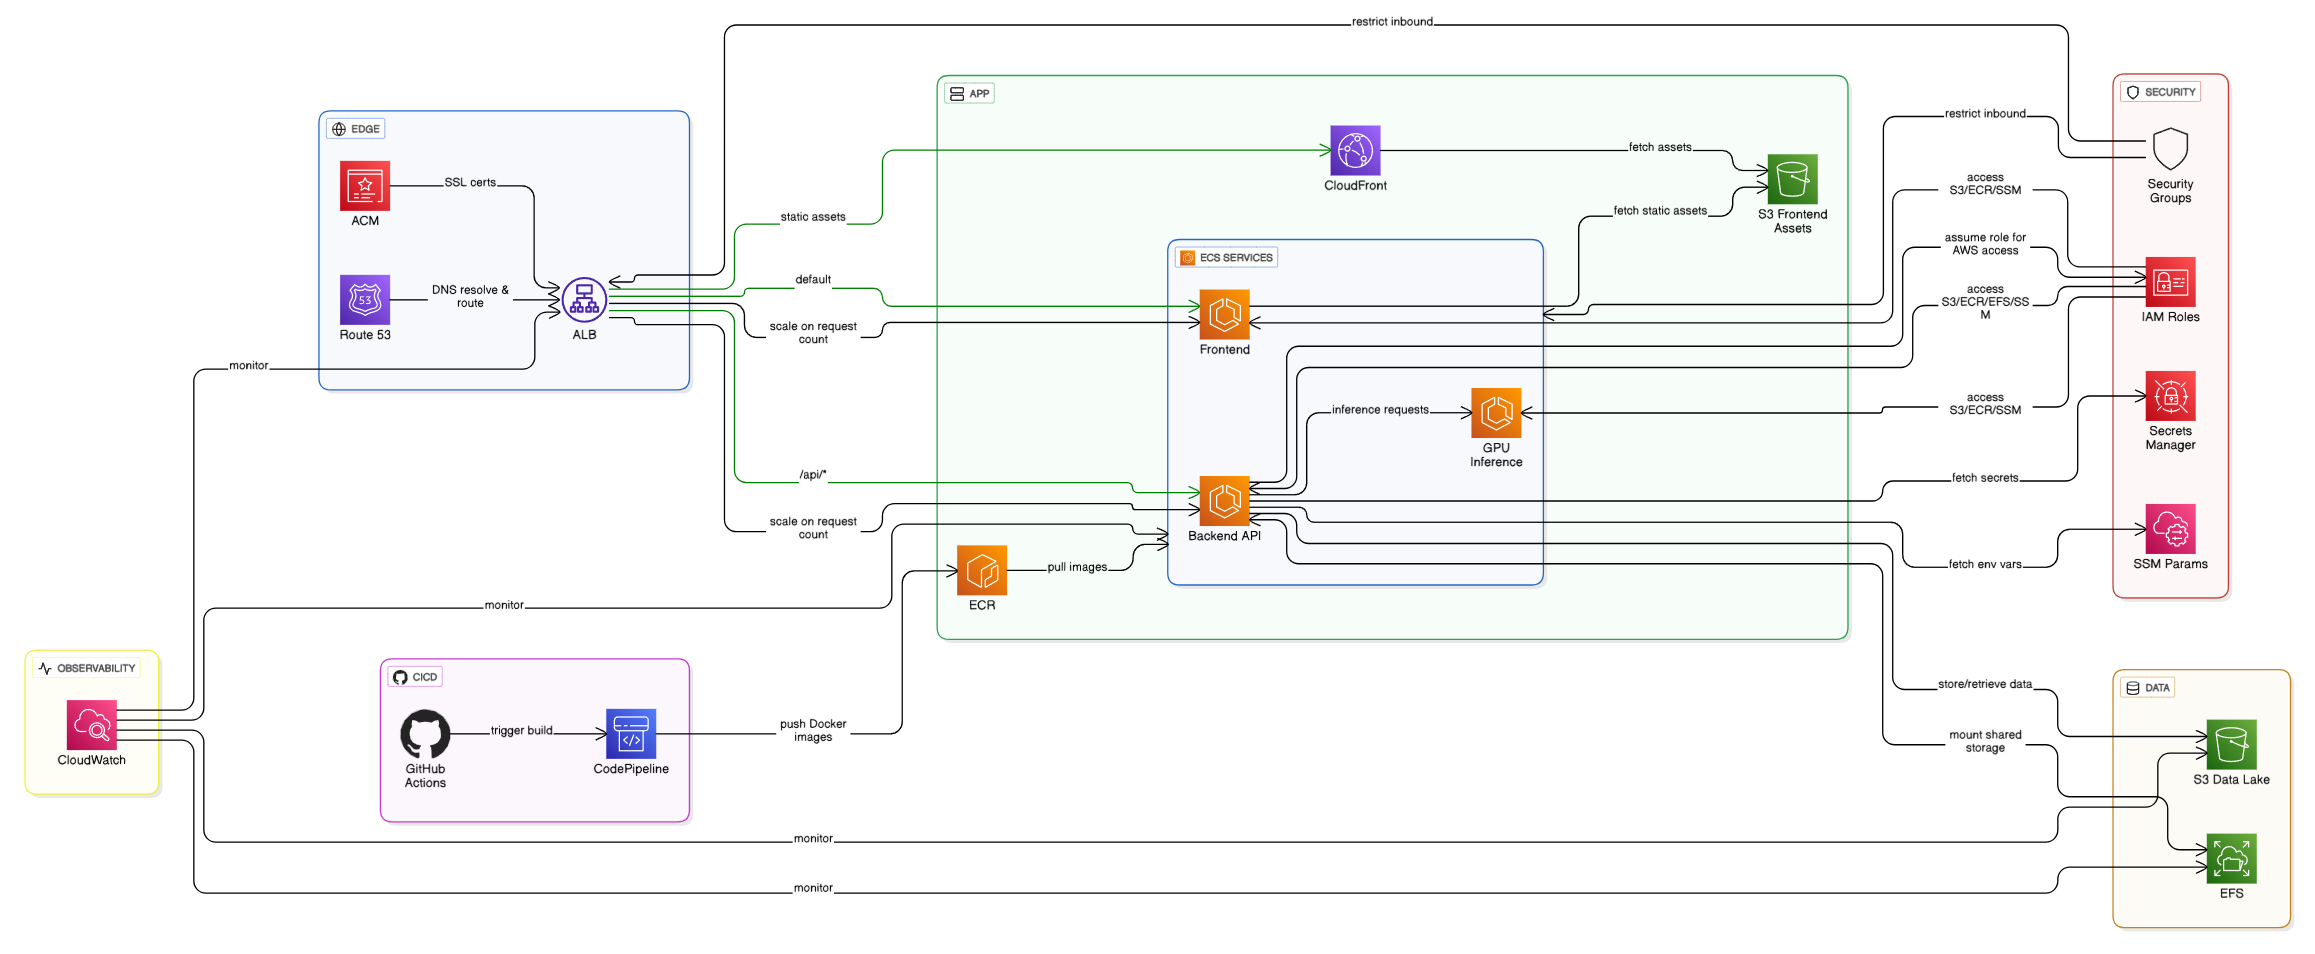 restrict inbound
APP
SECURITY
EDGE
restrict inbound
fetch assets
CloudFront
Security
Groups
SSL certs
ACM
static assets
fetch static assets
S3 Frontend
Assets
access
S3/ECR/SSM
ECS SERVICES
assume role for
AWS access
53
DNS resolve &
route
Route 53
ALB
default
scale on request
count
Frontend
access
S3/ECR/EFS/SS
M
IAM Roles
monitor
inference requests
GPU
Inference
access
S3/ECR/SSM
Secrets
Manager
/api/*
fetch secrets
scale on request
count
Backend API
pull images
ECR
fetch env vars
SSM Params
monitor
OBSERVABILITY
CloudWatch
CICD
GitHub
Actions
trigger build
CodePipeline
push Docker
images
DATA
store/retrieve data
mount shared
storage
S3 Data Lake
monitor
monitor
EFS